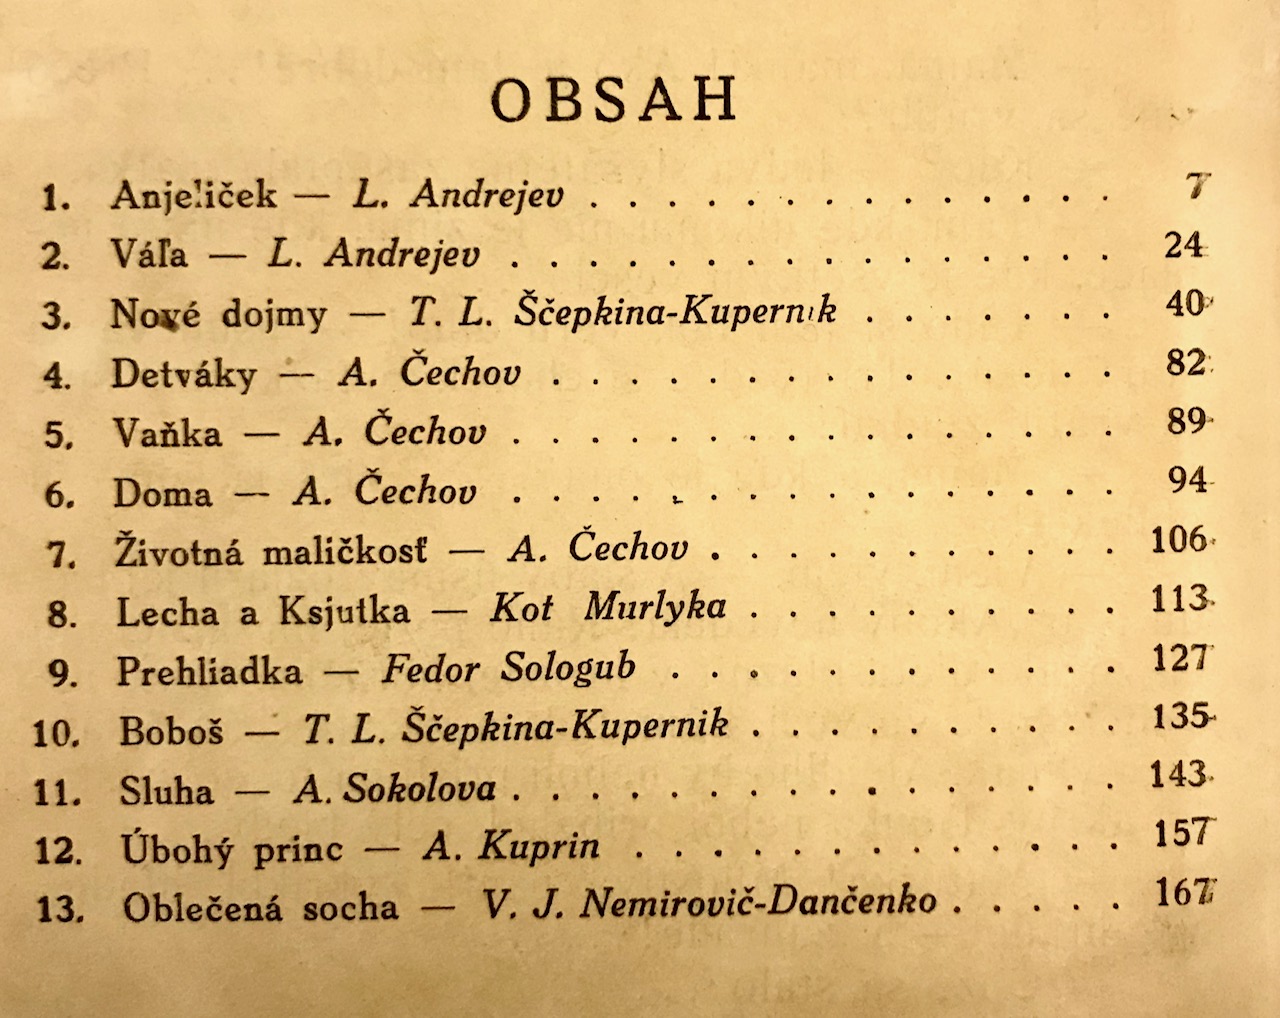 OBSAH
1. Anjeliček — L. Andrejev . . . . . . . . . . . . . . 7
2. Váľa — L. Andrejev . . . . . . . . . . . . . . . . 24
3. Nové dojmy — T. L. Ščepkina-Kupernik . . . . . . . 40
4. Detváky — A. Čechov . . . . . . . . . . . . . . . 82
5. Vaňka — A. Čechov . . . . . . . . . . . . . . . . 89
6. Doma — A. Čechov . . . . . . . . . . . . . . . . 94
7. Životná maličkosť — A. Čechov . . . . . . . . . . . 106
8. Lecha a Ksjutka — Kot Murlyka . . . . . . . . . . 113
9. Prehliadka — Fedor Sologub . . . . . . . . . . . . 127
10. Boboš — T. L. Ščepkina-Kupernik . . . . . . . . . . 135
11. Sluha — A. Sokolova . . . . . . . . . . . . . . . . 143
12. Úbohý princ — A. Kuprin . . . . . . . . . . . . . 157
13. Oblečená socha — V. J. Nemirovič-Dančenko . . . . . 167